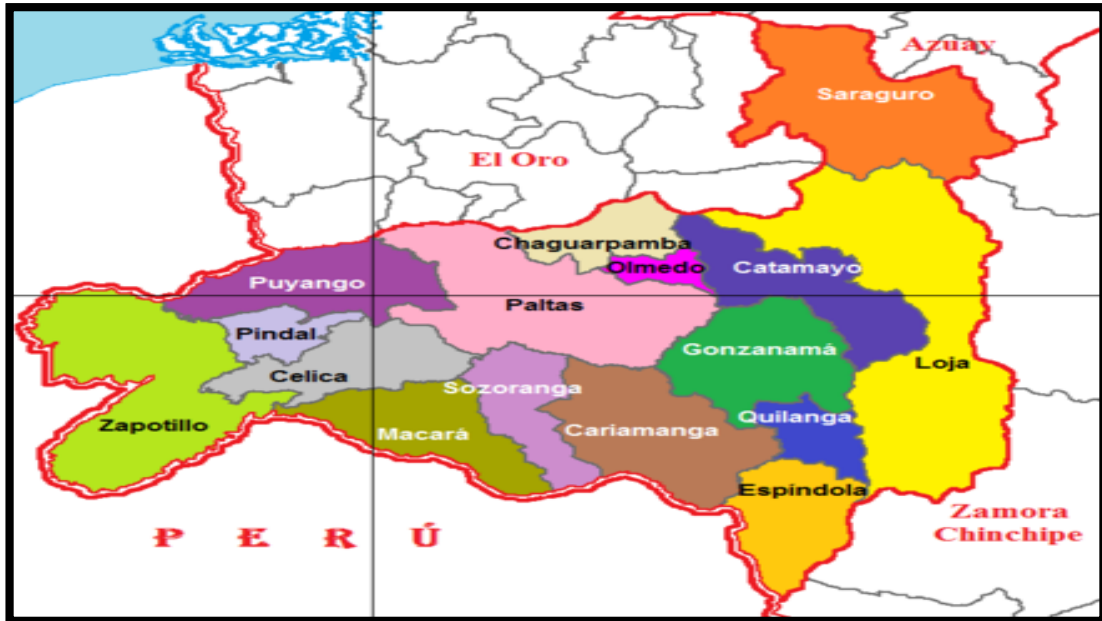 Azuay
Saraguro
El Oro
Chaguarpamba
Olmedo
Catamayo
Puyango
Paltas
Pindal
Gonzanamá
Loja
Celica
Sozoranga
Quilanga
Zapotillo
Macará
Cariamanga
Espíndola
Zamora
Chinchipe
PERÚ